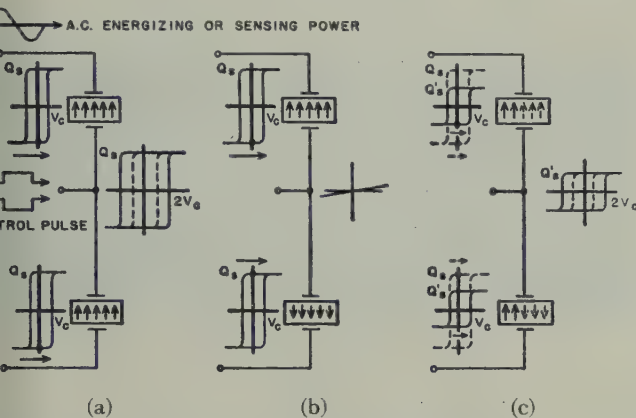 A.C. ENERGIZING OR SENSING POWER
Qs Qs Qs
Q's
Vc Vc Vc
Qs Q's
2Vc 2Vc
TROL PULSE
Qs Qs Qs
Q's
Vc Vc Vc
(a) (b) (c)